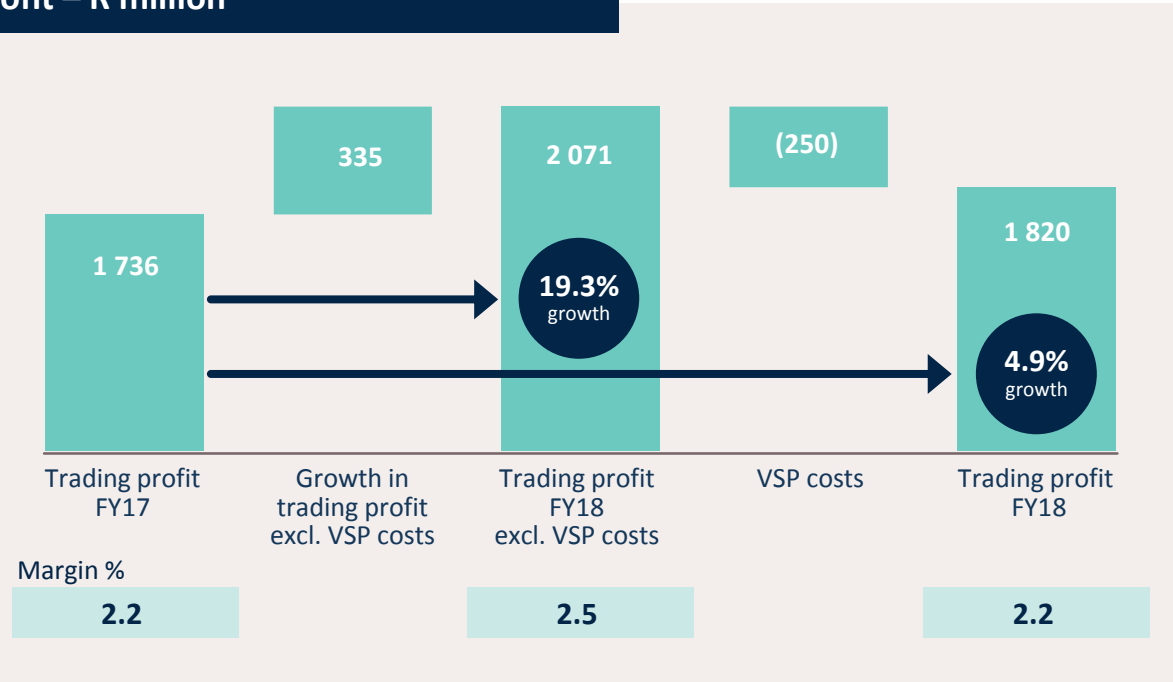 – R million
335
2 071
(250)
1 736
1 820
19.3%
growth
4.9%
growth
Trading profit
FY17
Growth in
trading profit
excl. VSP costs
Trading profit
FY18
excl. VSP costs
VSP costs
Trading profit
FY18
Margin %
2.2
2.5
2.2